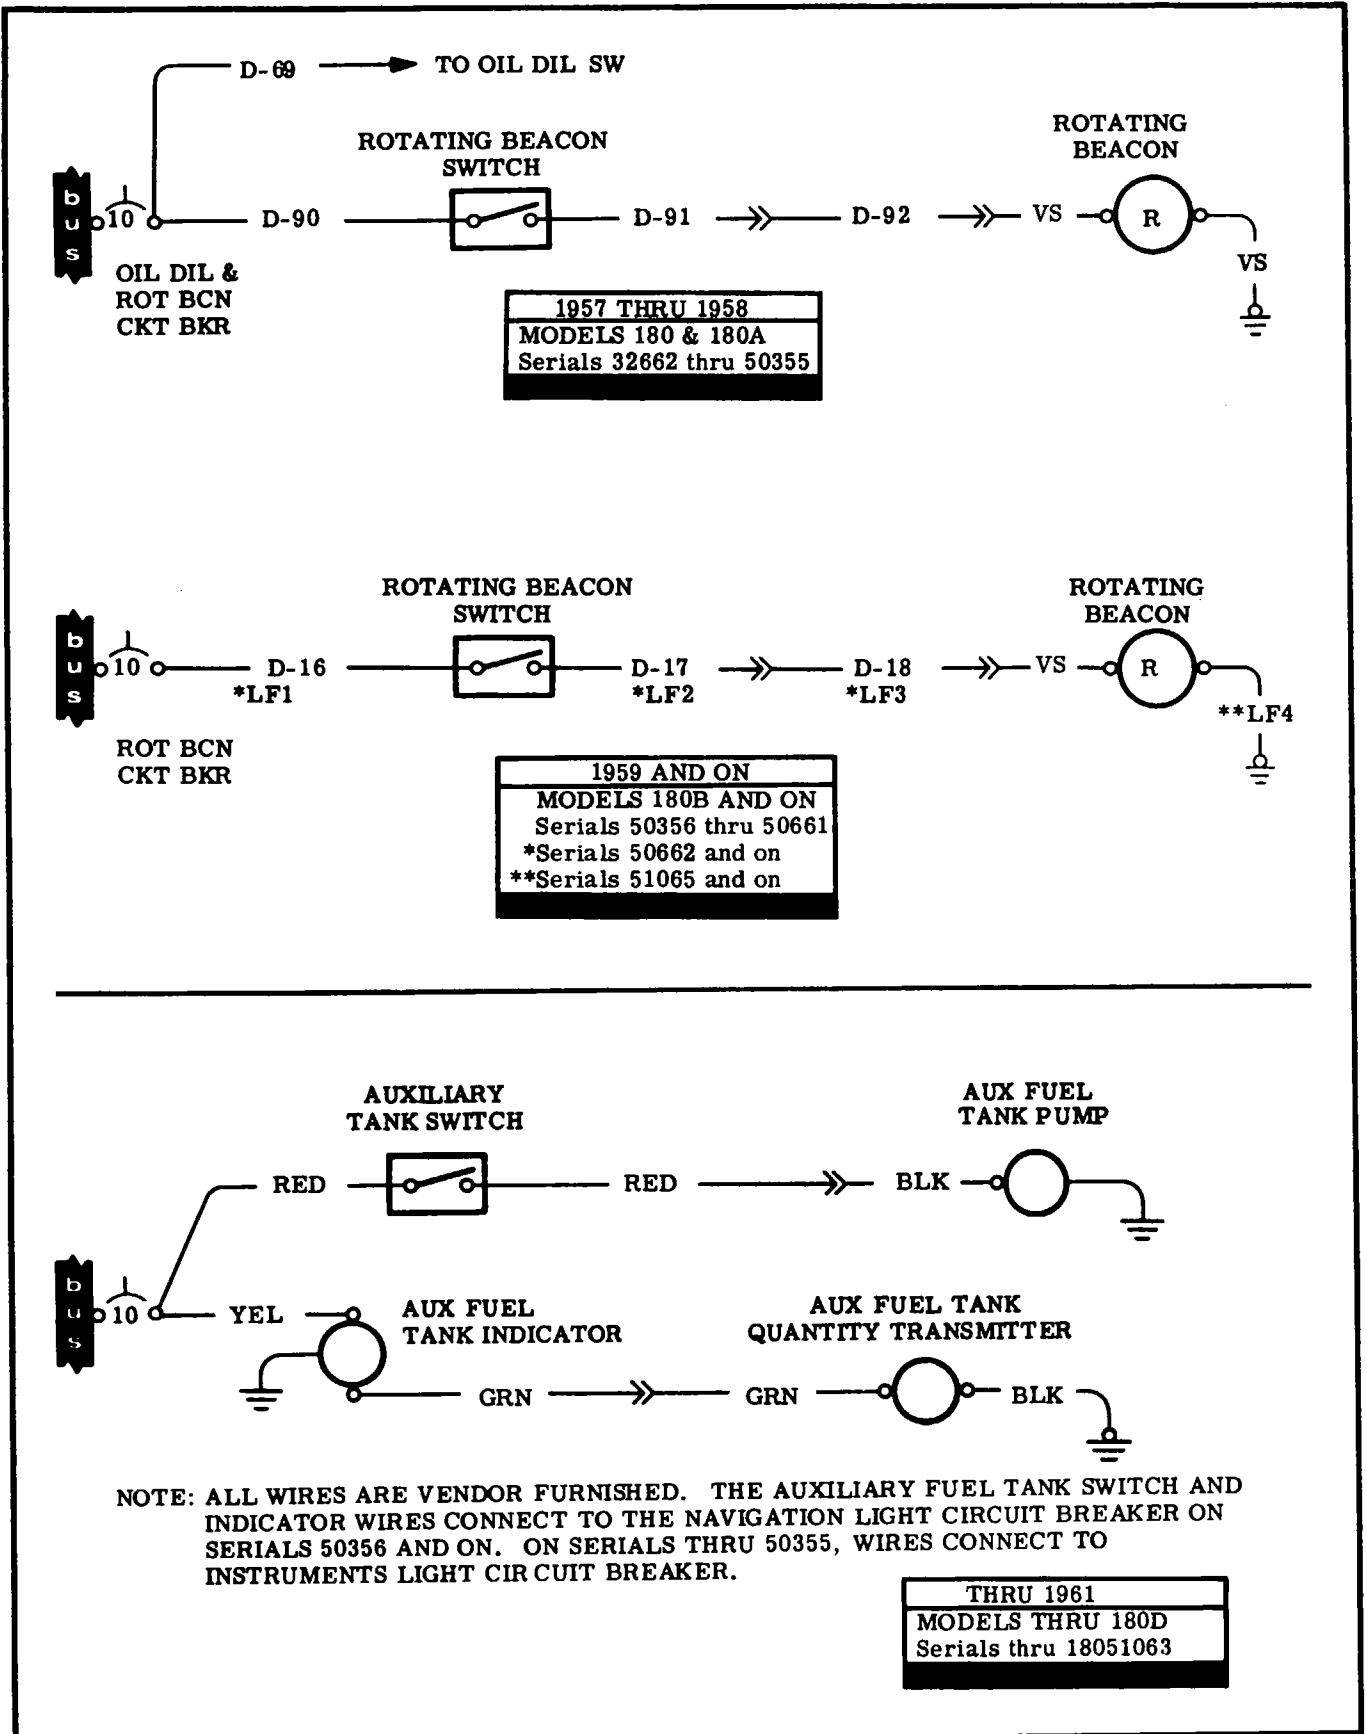 D-69
TO OIL DIL SW
ROTATING BEACON
SWITCH
ROTATING
BEACON
bus
10
D-90
D-91
D-92
VS
R
VS
OIL DIL &
ROT BCN
CKT BKR
1957 THRU 1958
MODELS 180 & 180A
Serials 32662 thru 50355
ROTATING BEACON
SWITCH
ROTATING
BEACON
bus
10
D-16
*LF1
D-17
*LF2
D-18
*LF3
VS
R
**LF4
ROT BCN
CKT BKR
1959 AND ON
MODELS 180B AND ON
Serials 50356 thru 50661
*Serials 50662 and on
**Serials 51065 and on
AUXILIARY
TANK SWITCH
AUX FUEL
TANK PUMP
RED
RED
BLK
bus
10
YEL
AUX FUEL
TANK INDICATOR
AUX FUEL TANK
QUANTITY TRANSMITTER
GRN
GRN
BLK
NOTE: ALL WIRES ARE VENDOR FURNISHED. THE AUXILIARY FUEL TANK SWITCH AND
INDICATOR WIRES CONNECT TO THE NAVIGATION LIGHT CIRCUIT BREAKER ON
SERIALS 50356 AND ON. ON SERIALS THRU 50355, WIRES CONNECT TO
INSTRUMENTS LIGHT CIRCUIT BREAKER.
THRU 1961
MODELS THRU 180D
Serials thru 18051063